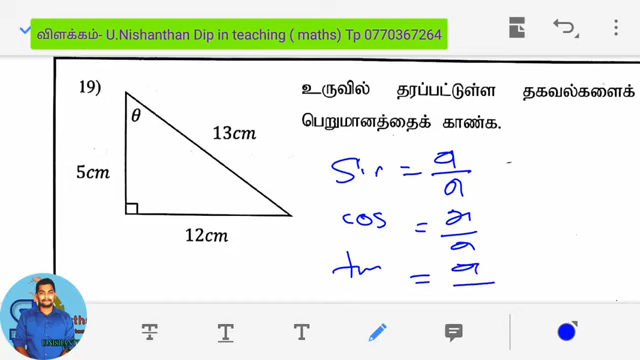 விளக்கம்- U.Nishanthan Dip in teaching ( maths) Tp 0770367264
19)
உருவில் தரப்பட்டுள்ள தகவல்களைக்
பெறுமானத்தைக் காண்க.
θ
13cm
5cm
12cm
Sin =
cos =
tan =
T T T